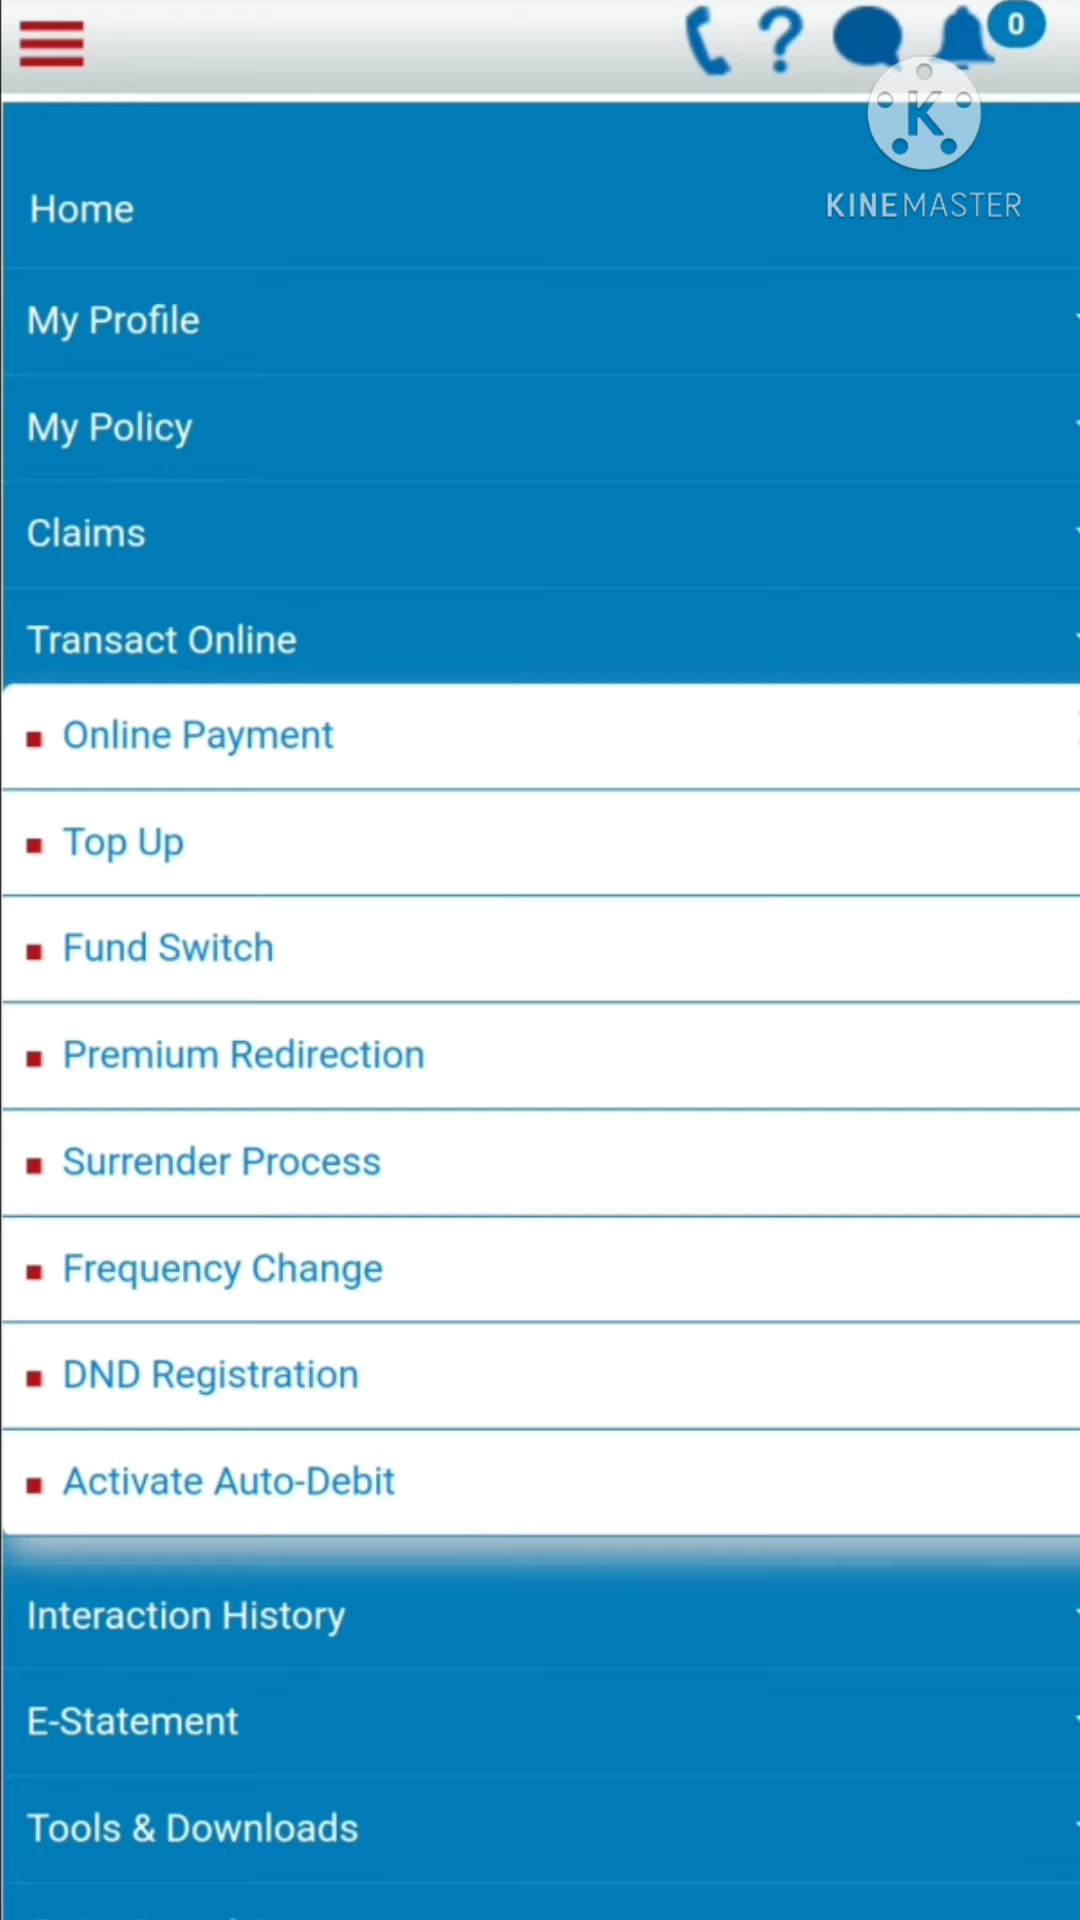 0
K
KINEMASTER
Home
My Profile
My Policy
Claims
Transact Online
Online Payment
Top Up
Fund Switch
Premium Redirection
Surrender Process
Frequency Change
DND Registration
Activate Auto-Debit
Interaction History
E-Statement
Tools & Downloads